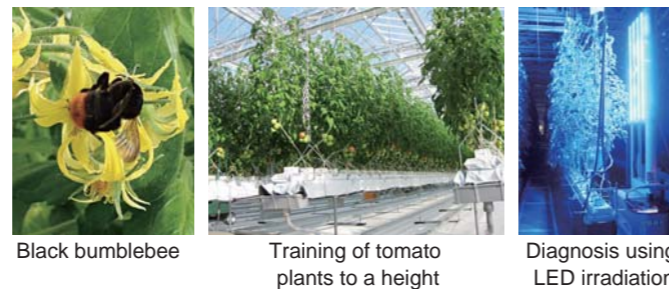 Black bumblebee
Training of tomato
plants to a height
Diagnosis using
LED irradiation